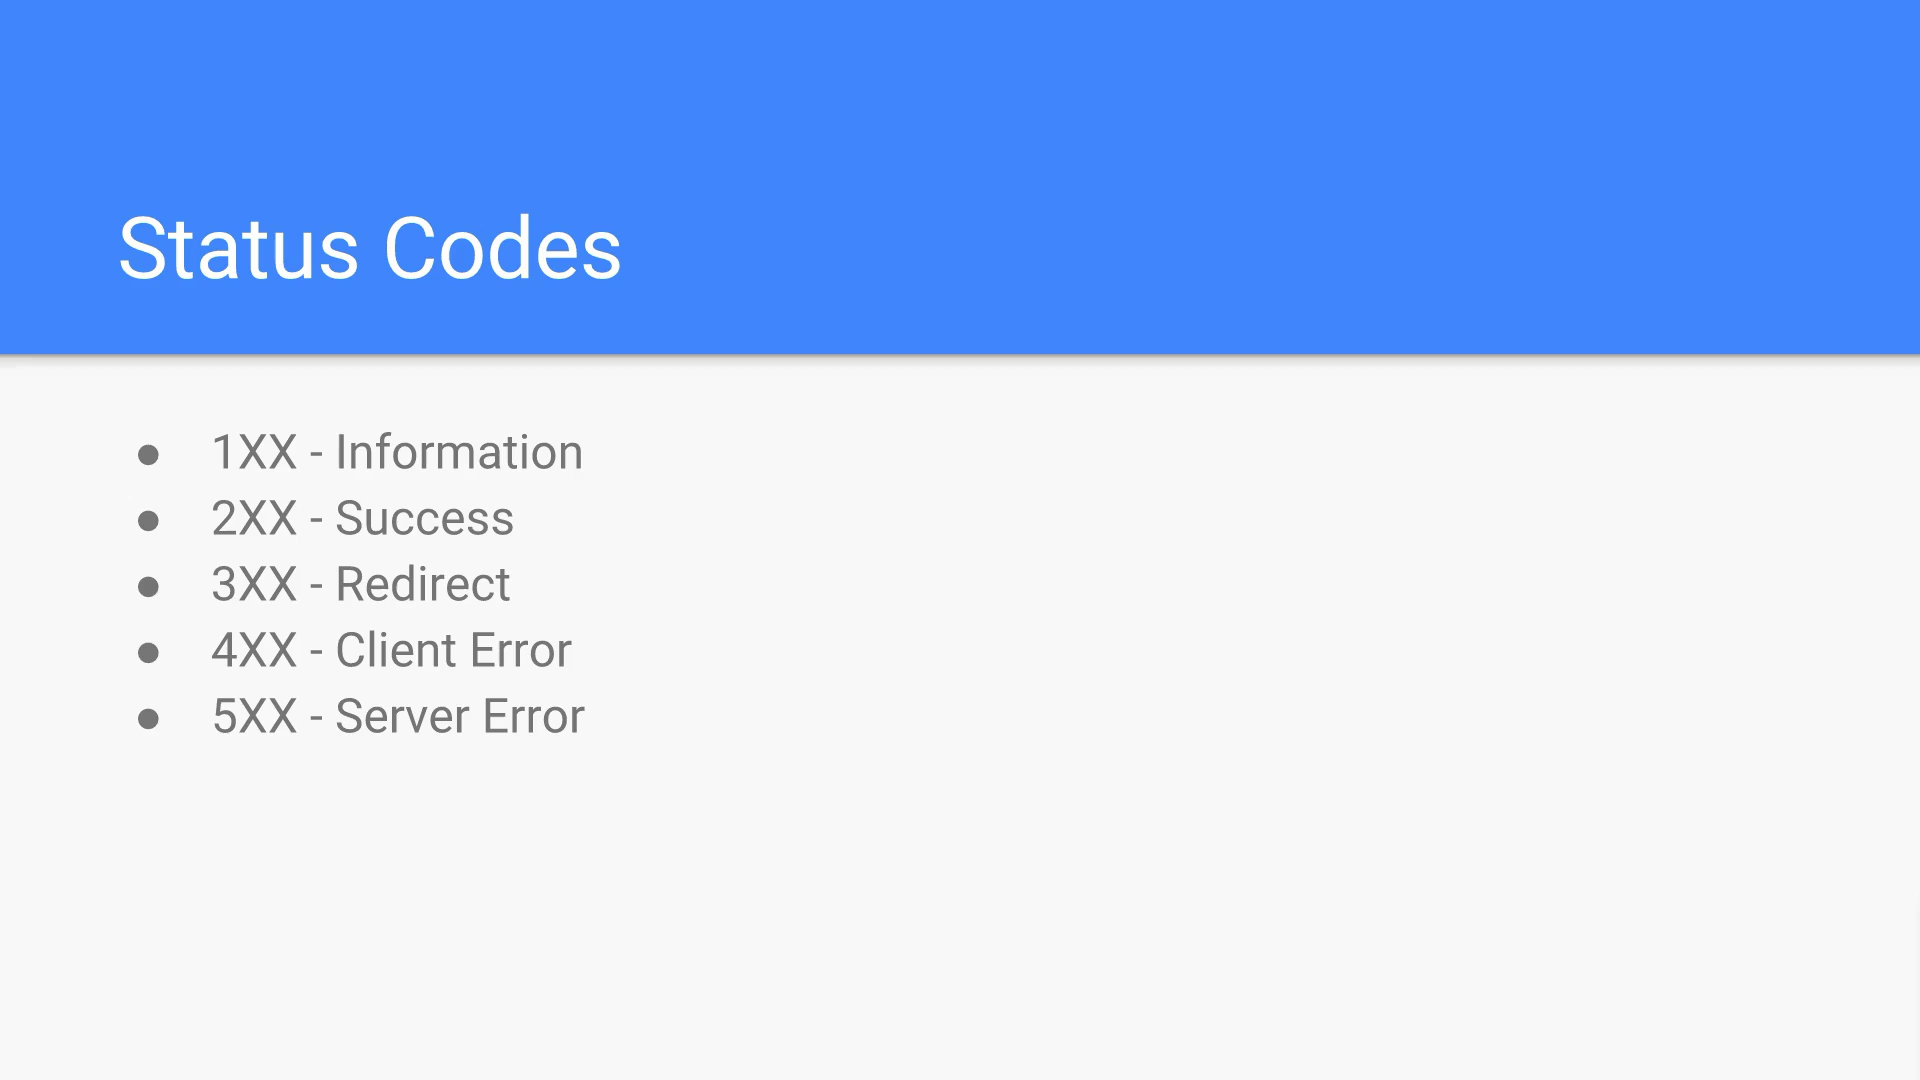 Status Codes
● 1XX - Information
● 2XX - Success
● 3XX - Redirect
● 4XX - Client Error
● 5XX - Server Error